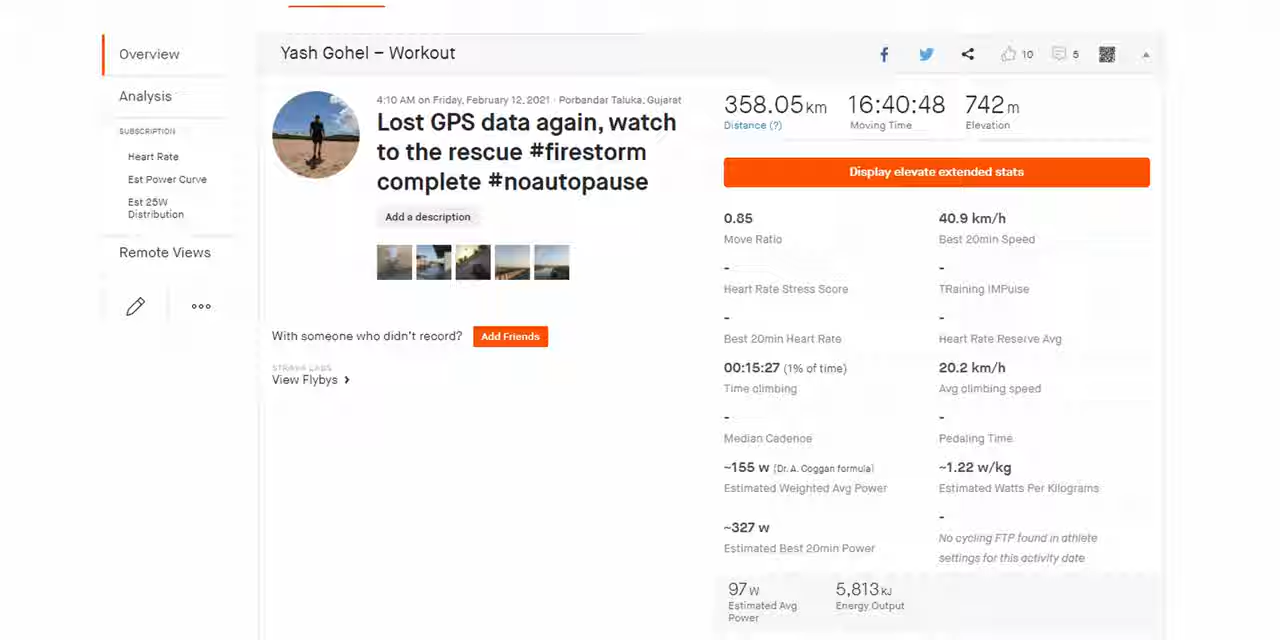 Overview
Analysis
SUBSCRIPTION
Heart Rate
Est Power Curve
Est 25W
Distribution
Remote Views
Yash Gohel – Workout
10
5
4:10 AM on Friday, February 12, 2021 · Porbandar Taluka, Gujarat
Lost GPS data again, watch
to the rescue #firestorm
complete #noautopause
Add a description
With someone who didn't record? Add Friends
STRAVA LABS
View Flybys
358.05 km 16:40:48 742 m
Distance (?) Moving Time Elevation
Display elevate extended stats
0.85 40.9 km/h
Move Ratio Best 20min Speed
- -
Heart Rate Stress Score TRaining IMPulse
- -
Best 20min Heart Rate Heart Rate Reserve Avg
00:15:27 (1% of time) 20.2 km/h
Time climbing Avg climbing speed
- -
Median Cadence Pedaling Time
~155 w (Dr. A. Coggan formula) ~1.22 w/kg
Estimated Weighted Avg Power Estimated Watts Per Kilograms
~327 w -
Estimated Best 20min Power No cycling FTP found in athlete
settings for this activity date
97 W 5,813 kJ
Estimated Avg Energy Output
Power